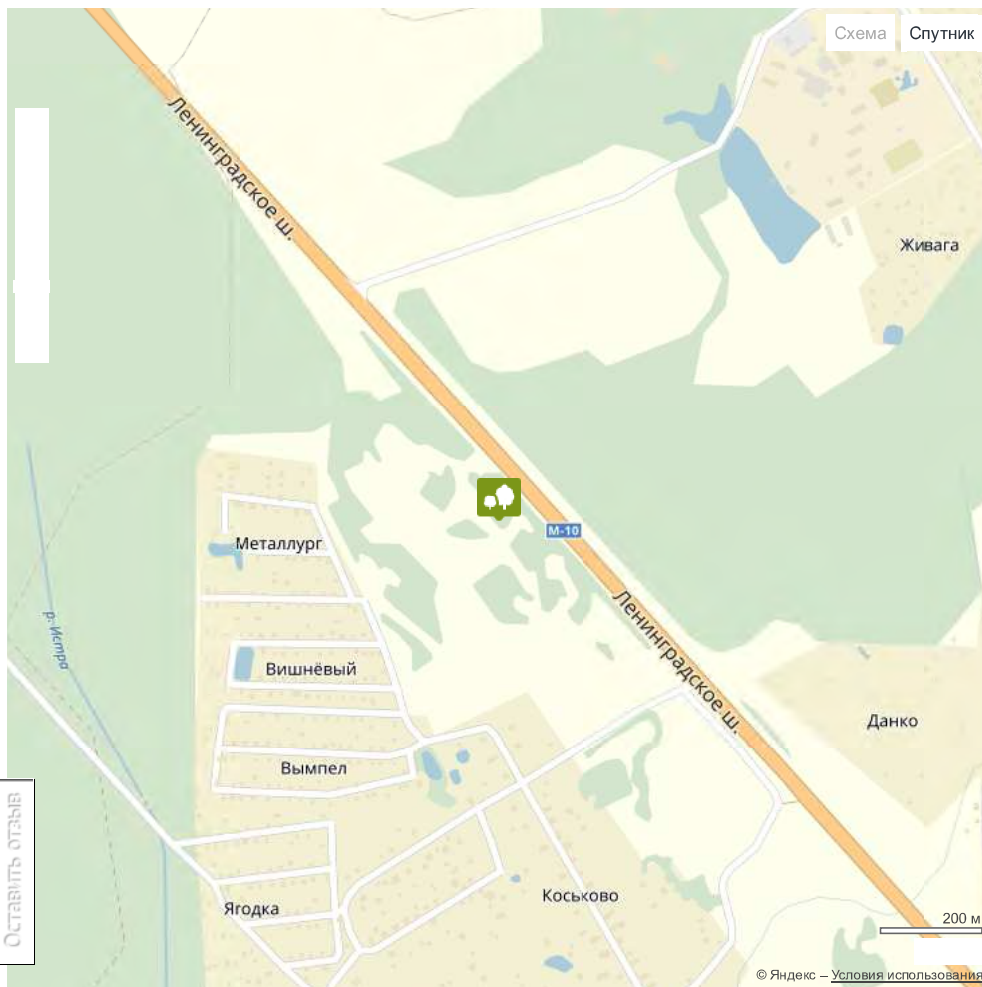 Схема
Спутник
Ленинградское ш.
Живага
М-10
Металлург
Ленинградское ш.
р. Истра
Вишнёвый
Данко
Вымпел
Оставить отзыв
Коськово
Ягодка
200 м
© Яндекс – Условия использования